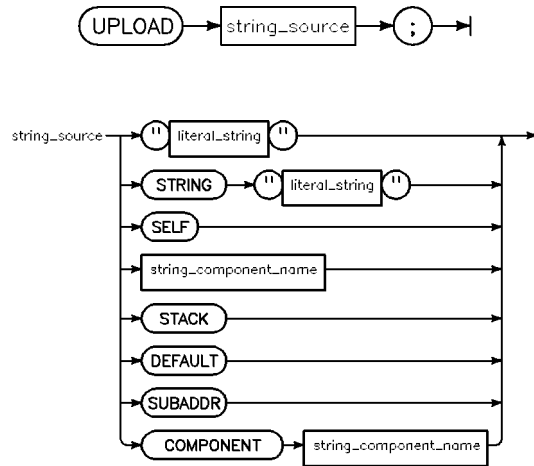 UPLOAD string_source ;
string_source " literal_string "
STRING " literal_string "
SELF
string_component_name
STACK
DEFAULT
SUBADDR
COMPONENT string_component_name